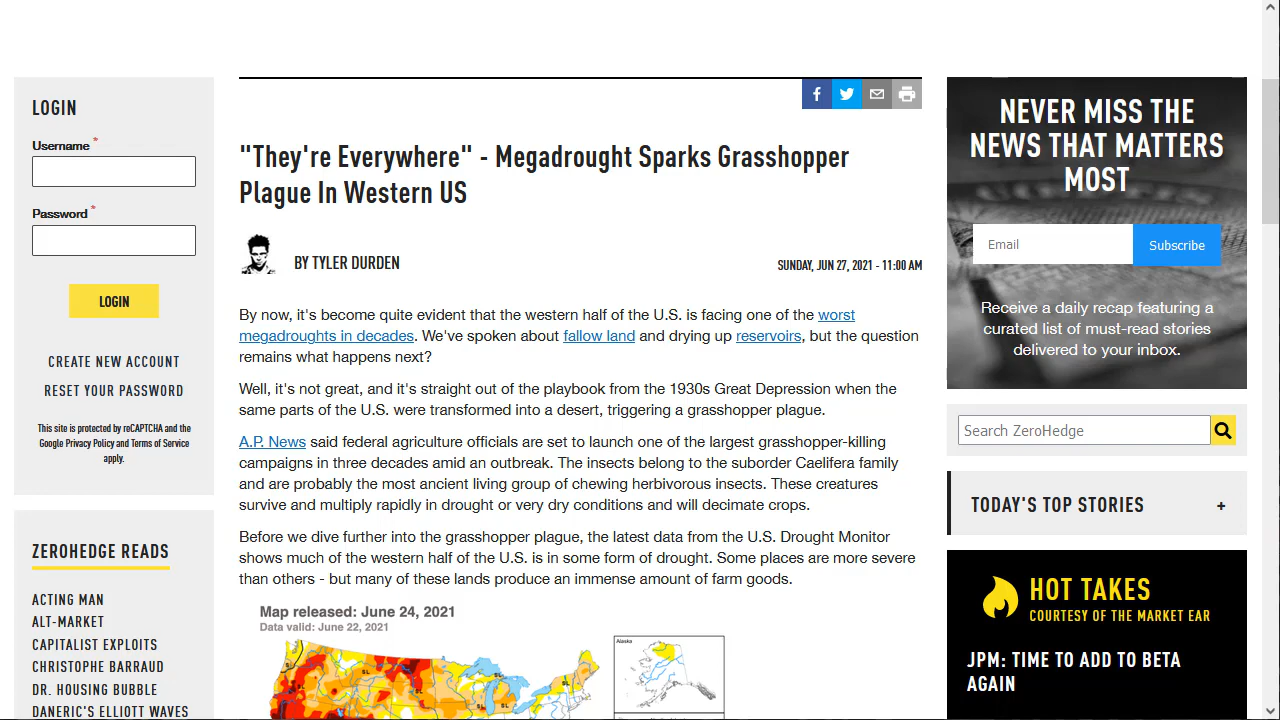 LOGIN
Username *
Password *
LOGIN
CREATE NEW ACCOUNT
RESET YOUR PASSWORD
This site is protected by reCAPTCHA and the
Google Privacy Policy and Terms of Service
apply.
ZEROHEDGE READS
ACTING MAN
ALT-MARKET
CAPITALIST EXPLOITS
CHRISTOPHE BARRAUD
DR. HOUSING BUBBLE
DANERIC'S ELLIOTT WAVES
"They're Everywhere" - Megadrought Sparks Grasshopper
Plague In Western US
BY TYLER DURDEN
SUNDAY, JUN 27, 2021 - 11:00 AM
By now, it's become quite evident that the western half of the U.S. is facing one of the worst
megadroughts in decades. We've spoken about fallow land and drying up reservoirs, but the question
remains what happens next?
Well, it's not great, and it's straight out of the playbook from the 1930s Great Depression when the
same parts of the U.S. were transformed into a desert, triggering a grasshopper plague.
A.P. News said federal agriculture officials are set to launch one of the largest grasshopper-killing
campaigns in three decades amid an outbreak. The insects belong to the suborder Caelifera family
and are probably the most ancient living group of chewing herbivorous insects. These creatures
survive and multiply rapidly in drought or very dry conditions and will decimate crops.
Before we dive further into the grasshopper plague, the latest data from the U.S. Drought Monitor
shows much of the western half of the U.S. is in some form of drought. Some places are more severe
than others - but many of these lands produce an immense amount of farm goods.
Map released: June 24, 2021
Data valid: June 22, 2021
Alaska
NEVER MISS THE
NEWS THAT MATTERS
MOST
Email
Subscribe
Receive a daily recap featuring a
curated list of must-read stories
delivered to your inbox.
Search ZeroHedge
TODAY'S TOP STORIES +
HOT TAKES
COURTESY OF THE MARKET EAR
JPM: TIME TO ADD TO BETA
AGAIN